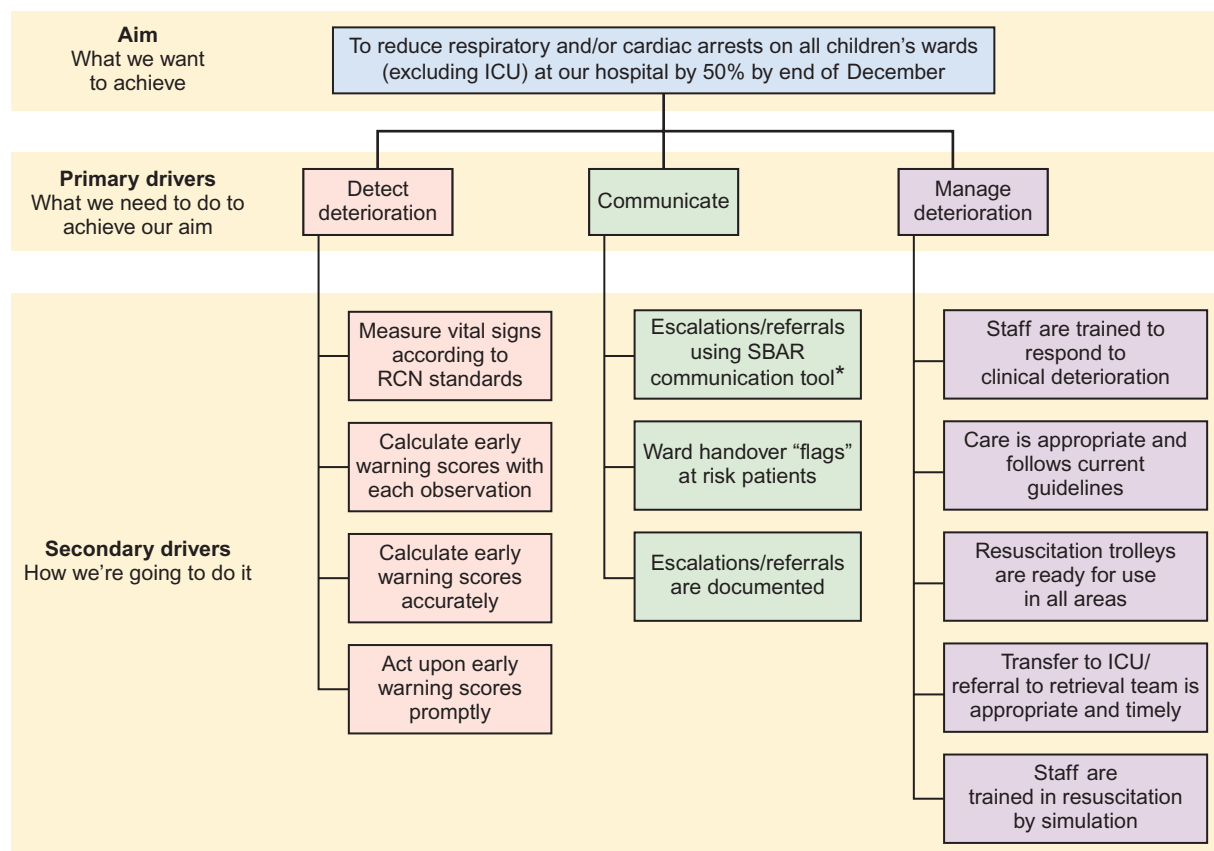 Aim
What we want
to achieve
To reduce respiratory and/or cardiac arrests on all children’s wards
(excluding ICU) at our hospital by 50% by end of December
Primary drivers
What we need to do to
achieve our aim
Detect
deterioration
Communicate
Manage
deterioration
Secondary drivers
How we’re going to do it
Measure vital signs
according to
RCN standards
Calculate early
warning scores with
each observation
Calculate early
warning scores
accurately
Act upon early
warning scores
promptly
Escalations/referrals
using SBAR
communication tool*
Ward handover “flags”
at risk patients
Escalations/referrals
are documented
Staff are trained to
respond to
clinical deterioration
Care is appropriate and
follows current
guidelines
Resuscitation trolleys
are ready for use
in all areas
Transfer to ICU/
referral to retrieval team is
appropriate and timely
Staff are
trained in resuscitation
by simulation